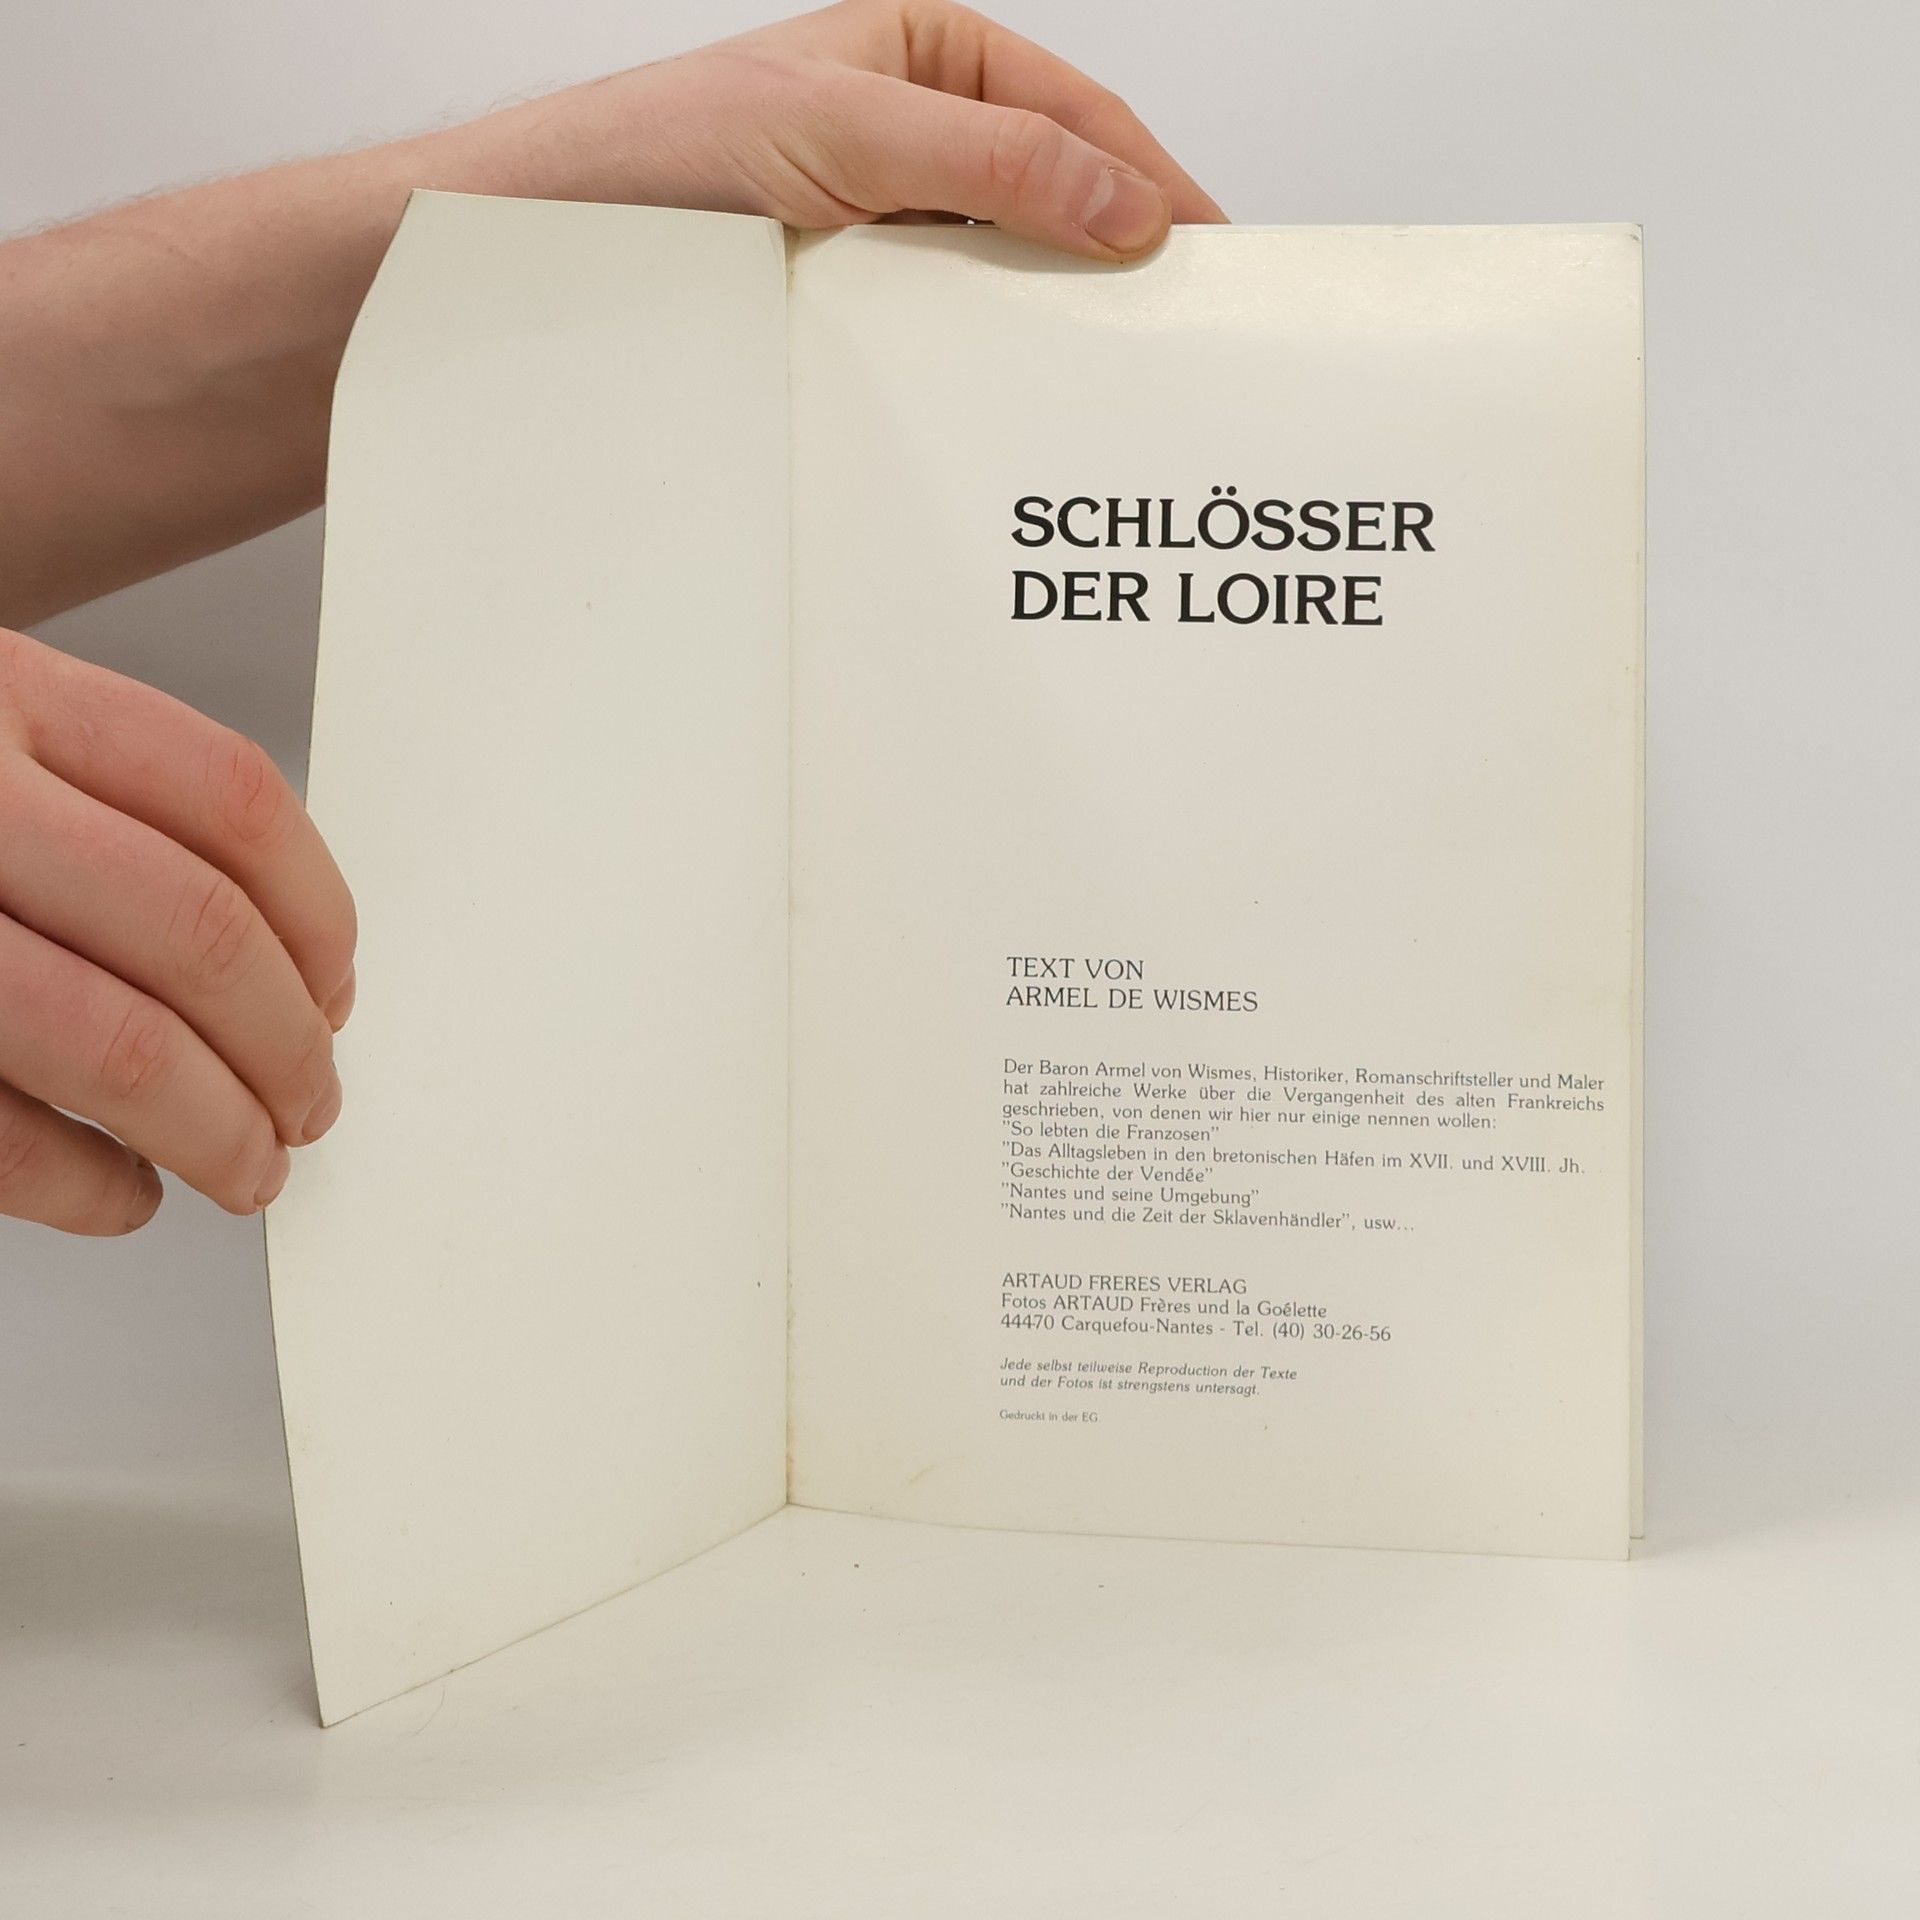 SCHLÖSSER
DER LOIRE
TEXT VON
ARMEL DE WISMES
Der Baron Armel von Wismes, Historiker, Romanschriftsteller und Maler
hat zahlreiche Werke über die Vergangenheit des alten Frankreichs
geschrieben, von denen wir hier nur einige nennen wollen:
"So lebten die Franzosen"
"Das Alltagsleben in den bretonischen Häfen im XVII. und XVIII. Jh.
"Geschichte der Vendée"
"Nantes und seine Umgebung"
"Nantes und die Zeit der Sklavenhändler", usw...
ARTAUD FRERES VERLAG
Fotos ARTAUD Frères und la Goélette
44470 Carquefou-Nantes - Tel. (40) 30-26-56
Jede selbst teilweise Reproduction der Texte
und der Fotos ist strengstens untersagt.
Gedruckt in der EG